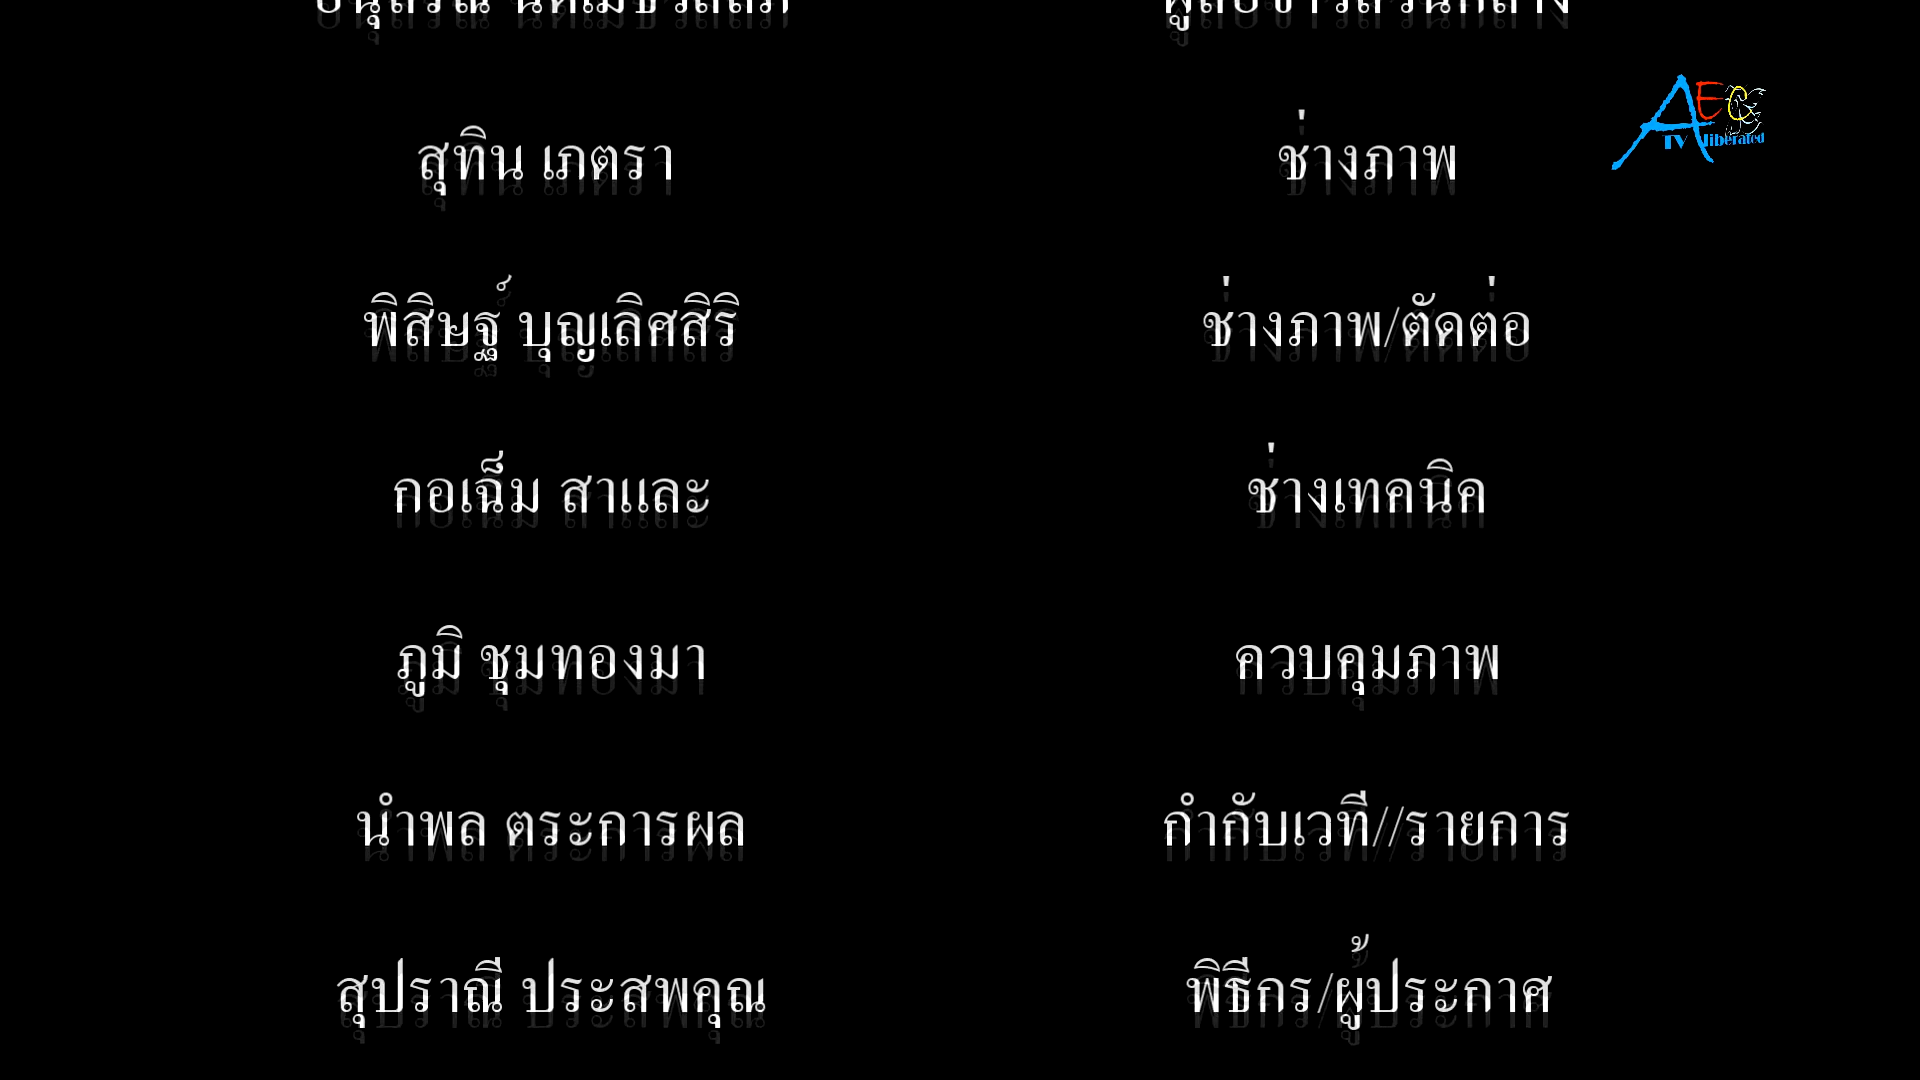 สุทิน เภตรา ช่างภาพ
AEC TV liberated
พิสิษฐ์ บุญเลิศสิริ ช่างภาพ/ตัดต่อ
กอเฉ็ม สาและ ช่างเทคนิค
ภูมิ ชุมทองมา ควบคุมภาพ
นำพล ตระการผล กำกับเวที//รายการ
สุปราณี ประสพคุณ พิธีกร/ผู้ประกาศ